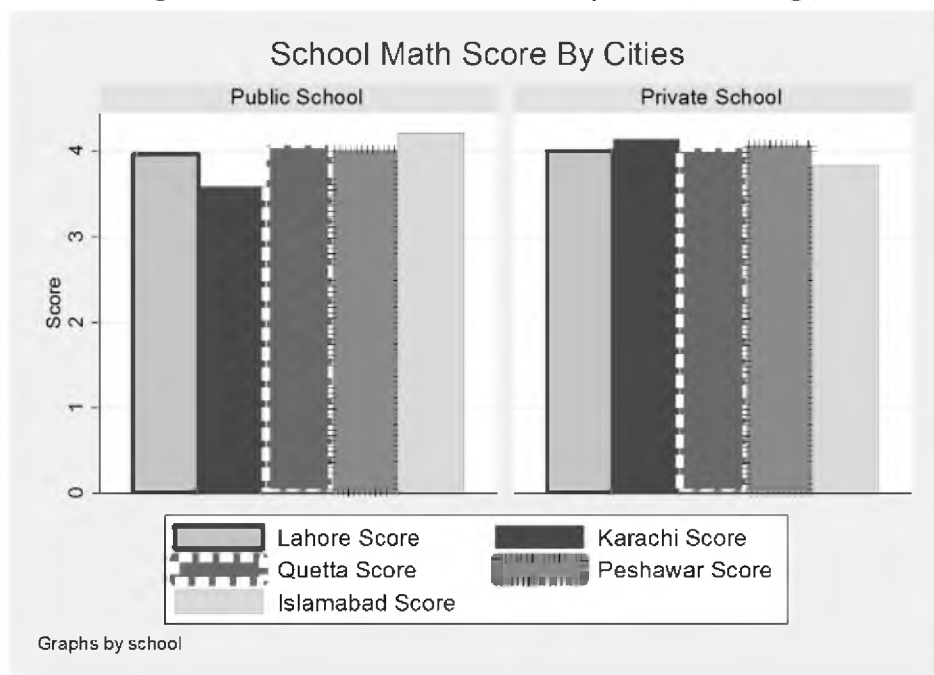 School Math Score By Cities
Public School
Private School
Score
4
3
2
1
0
Lahore Score
Karachi Score
Quetta Score
Peshawar Score
Islamabad Score
Graphs by school